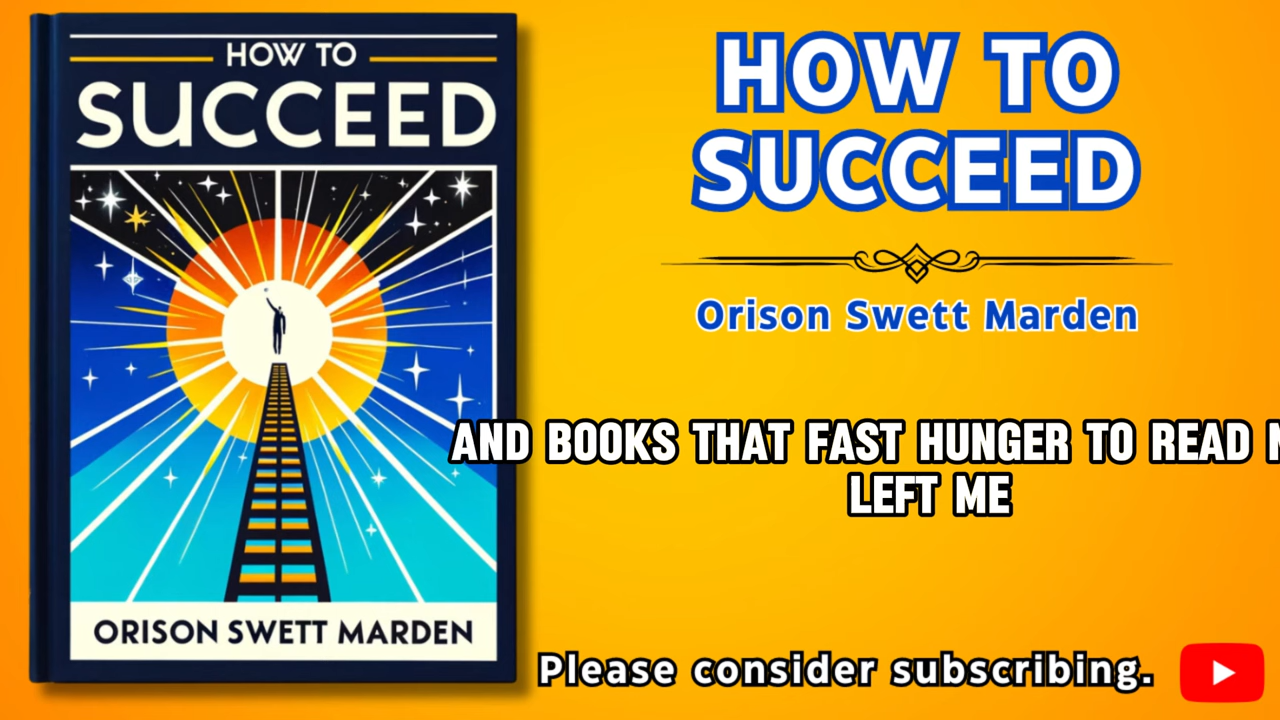 HOW TO
SUCCEED
ORISON SWETT MARDEN
HOW TO
SUCCEED
Orison Swett Marden
AND BOOKS THAT FAST HUNGER TO READ
LEFT ME
Please consider subscribing.